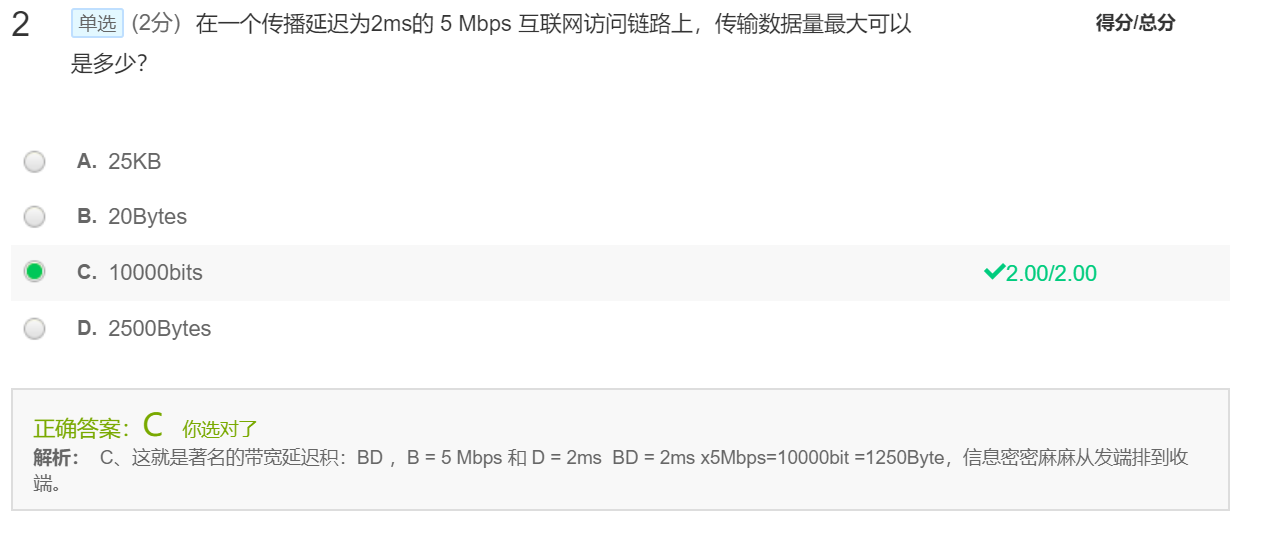 2 单选 (2分) 在一个传播延迟为2ms的 5 Mbps 互联网访问链路上，传输数据量最大可以 得分/总分
是多少？
A. 25KB
B. 20Bytes
C. 10000bits 2.00/2.00
D. 2500Bytes
正确答案：C 你选对了
解析： C、这就是著名的带宽延迟积：BD ，B = 5 Mbps 和 D = 2ms BD = 2ms x5Mbps=10000bit =1250Byte，信息密密麻麻从发端排到收
端。